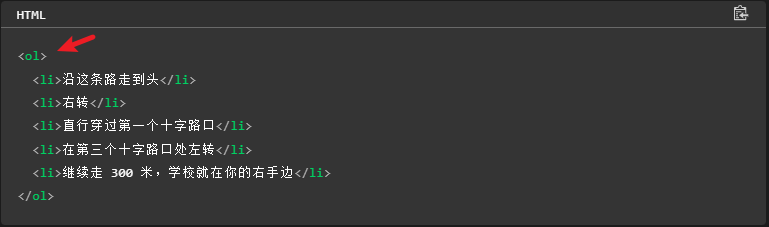 HTML
<ol>
<li>沿这条路走到头</li>
<li>右转</li>
<li>直行穿过第一个十字路口</li>
<li>在第三个十字路口处左转</li>
<li>继续走 300 米，学校就在你的右手边</li>
</ol>